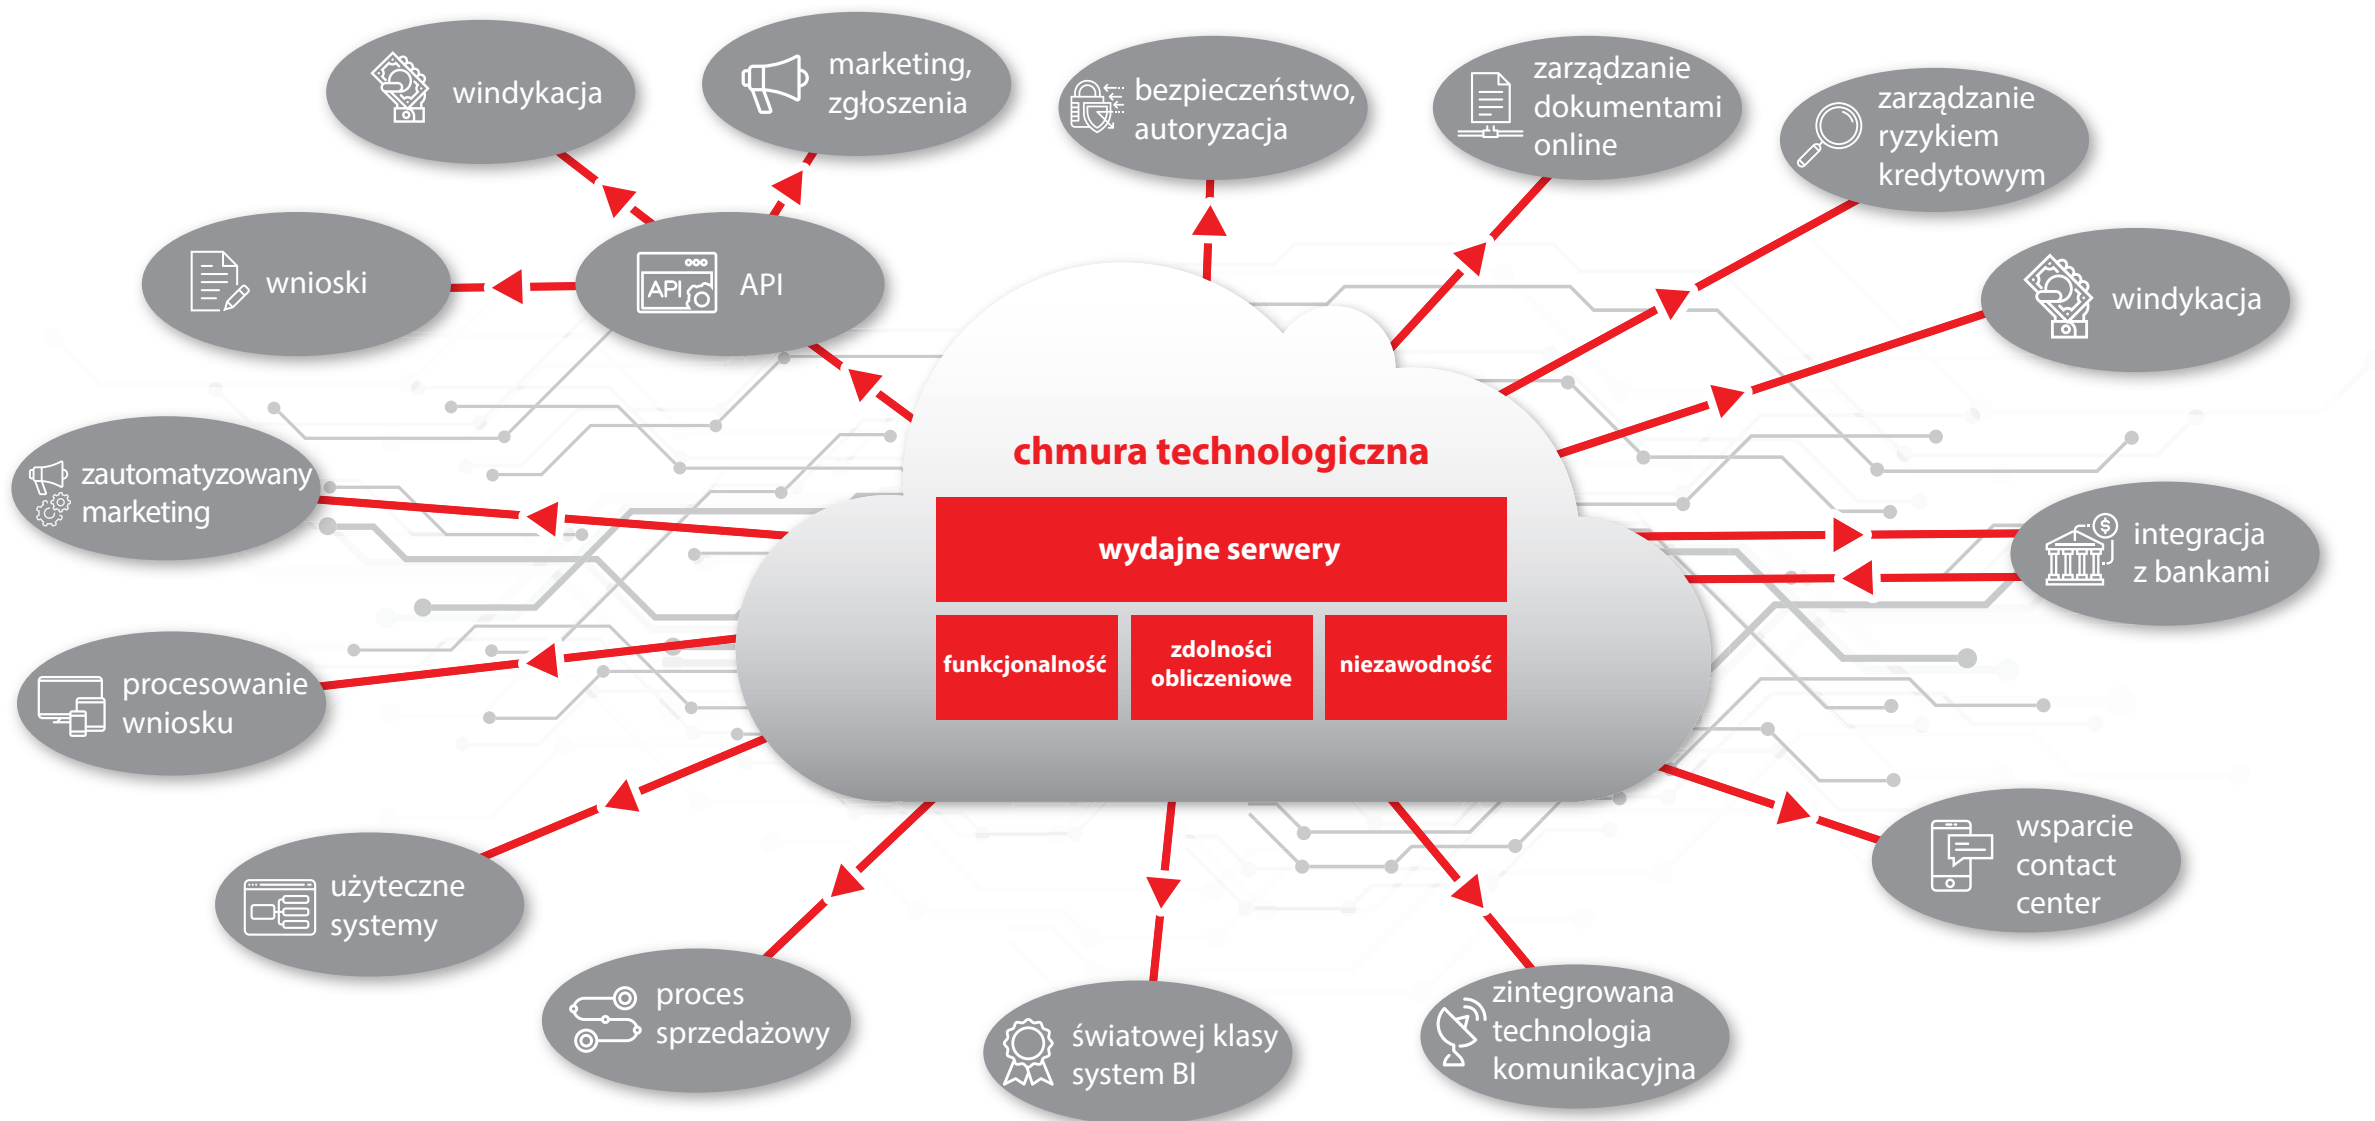 windykacja
marketing,
zgłoszenia
bezpieczeństwo,
autoryzacja
zarządzanie
dokumentami
online
zarządzanie
ryzykiem
kredytowym
wnioski
API
API
windykacja
chmura technologiczna
zautomatyzowany
marketing
wydajne serwery
integracja
z bankami
funkcjonalność
zdolności
obliczeniowe
niezawodność
procesowanie
wniosku
użyteczne
systemy
wsparcie
contact
center
proces
sprzedażowy
światowej klasy
system BI
zintegrowana
technologia
komunikacyjna